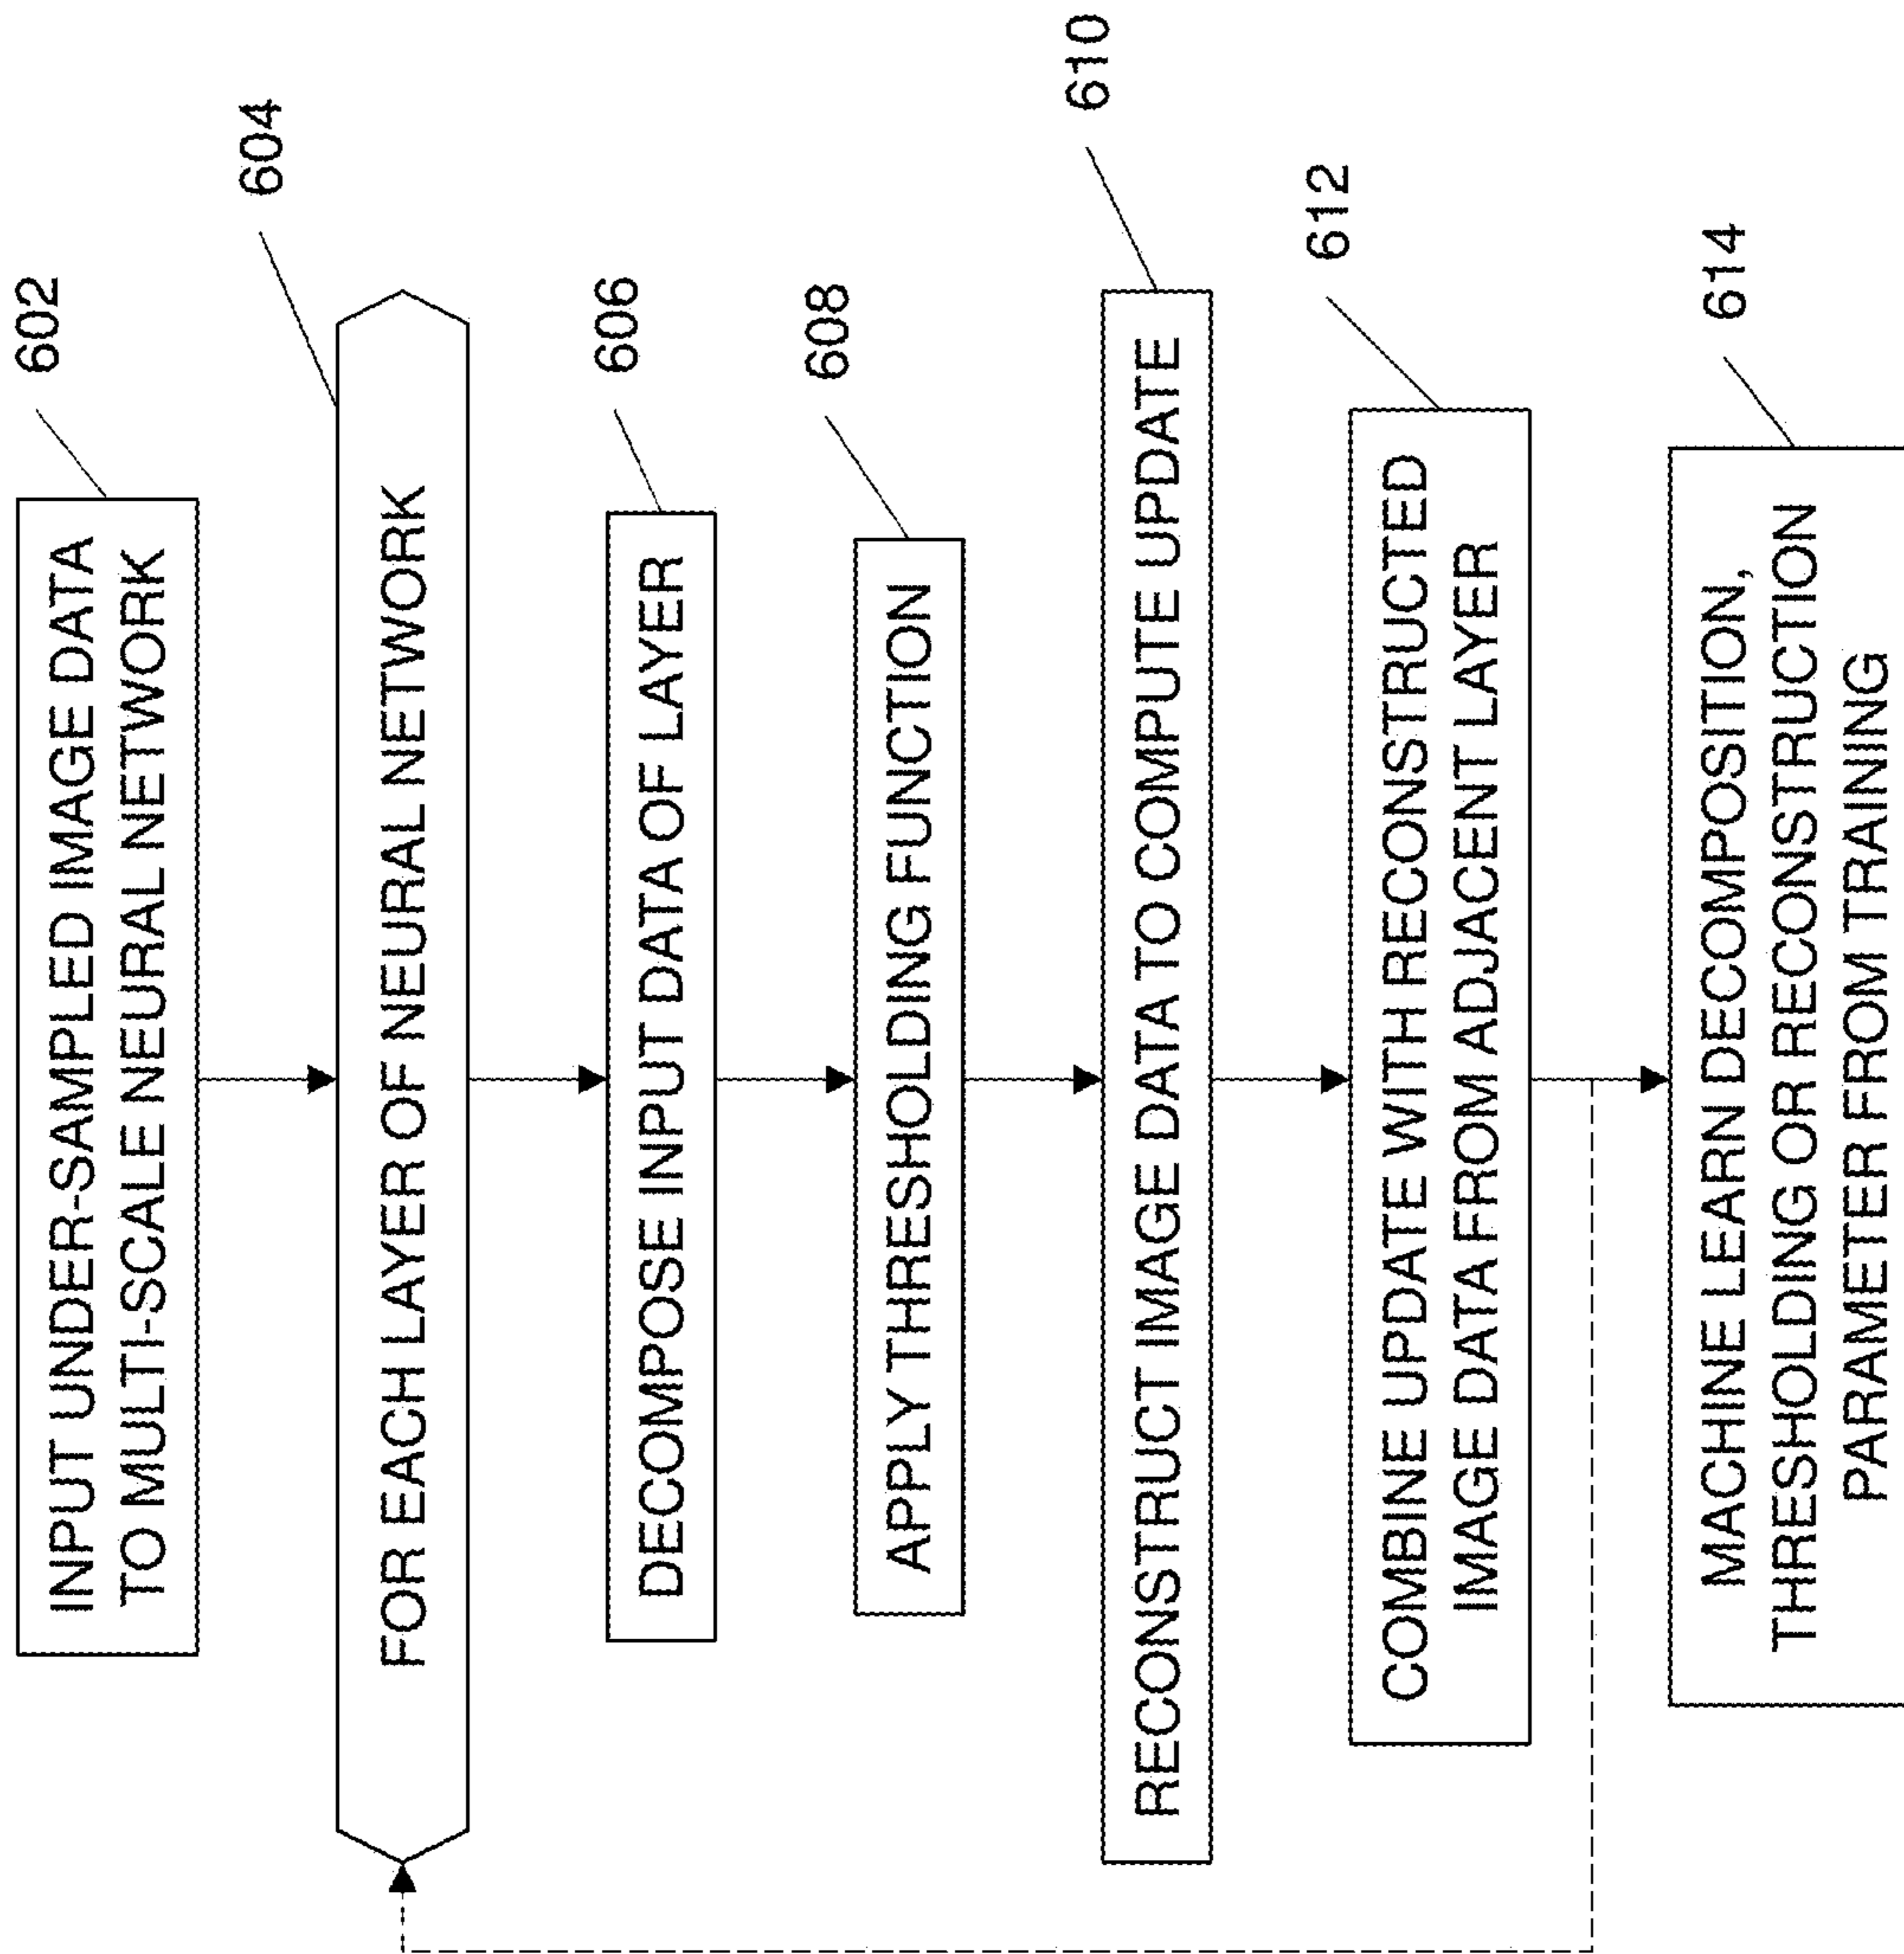 INPUT UNDER-SAMPLED IMAGE DATA
TO MULTI-SCALE NEURAL NETWORK
602
FOR EACH LAYER OF NEURAL NETWORK
604
DECOMPOSE INPUT DATA OF LAYER
606
APPLY THRESHOLDING FUNCTION
608
RECONSTRUCT IMAGE DATA TO COMPUTE UPDATE
610
COMBINE UPDATE WITH RECONSTRUCTED
IMAGE DATA FROM ADJACENT LAYER
612
MACHINE LEARN DECOMPOSITION,
THRESHOLDING OR RECONSTRUCTION
PARAMETER FROM TRAINING
614